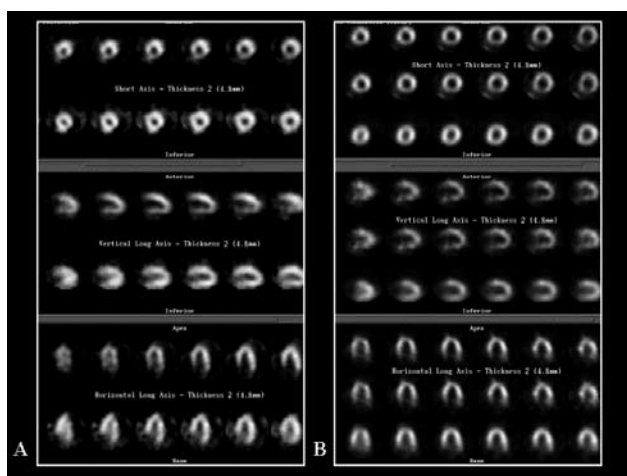 Short Axis - Thickness 2 (4.8mm)
Inferior
Anterior
Vertical Long Axis - Thickness 2 (4.8mm)
Inferior
Apex
Horizontal Long Axis - Thickness 2 (4.8mm)
Base
A
Short Axis - Thickness 2 (4.8mm)
Inferior
Anterior
Vertical Long Axis - Thickness 2 (4.8mm)
Inferior
Apex
Horizontal Long Axis - Thickness 2 (4.8mm)
Base
B